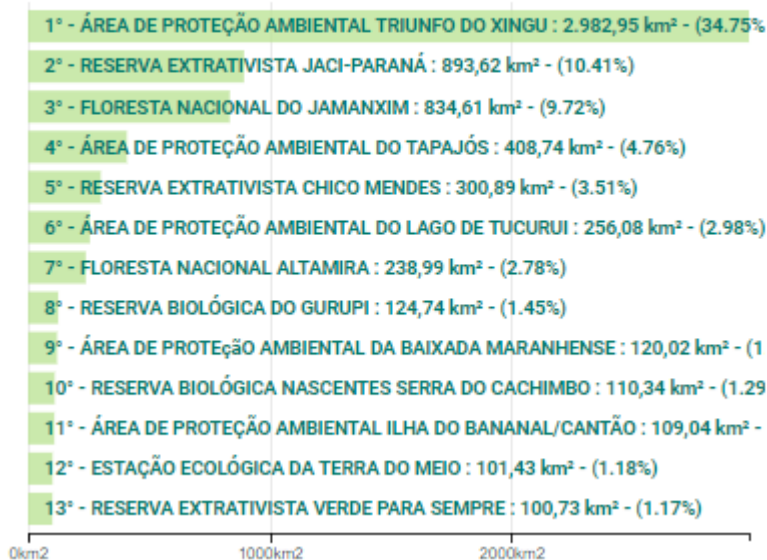 1° - ÁREA DE PROTEÇÃO AMBIENTAL TRIUNFO DO XINGU : 2.982,95 km² - (34.75%
2° - RESERVA EXTRATIVISTA JACI-PARANÁ : 893,62 km² - (10.41%)
3° - FLORESTA NACIONAL DO JAMANXIM : 834,61 km² - (9.72%)
4° - ÁREA DE PROTEÇÃO AMBIENTAL DO TAPAJÓS : 408,74 km² - (4.76%)
5° - RESERVA EXTRATIVISTA CHICO MENDES : 300,89 km² - (3.51%)
6° - ÁREA DE PROTEÇÃO AMBIENTAL DO LAGO DE TUCURUI : 256,08 km² - (2.98%)
7° - FLORESTA NACIONAL ALTAMIRA : 238,99 km² - (2.78%)
8° - RESERVA BIOLÓGICA DO GURUPI : 124,74 km² - (1.45%)
9° - ÁREA DE PROTEçãO AMBIENTAL DA BAIXADA MARANHENSE : 120,02 km² - (1
10° - RESERVA BIOLÓGICA NASCENTES SERRA DO CACHIMBO : 110,34 km² - (1.29
11° - ÁREA DE PROTEÇÃO AMBIENTAL ILHA DO BANANAL/CANTÃO : 109,04 km² -
12° - ESTAÇÃO ECOLÓGICA DA TERRA DO MEIO : 101,43 km² - (1.18%)
13° - RESERVA EXTRATIVISTA VERDE PARA SEMPRE : 100,73 km² - (1.17%)
0km2 1000km2 2000km2